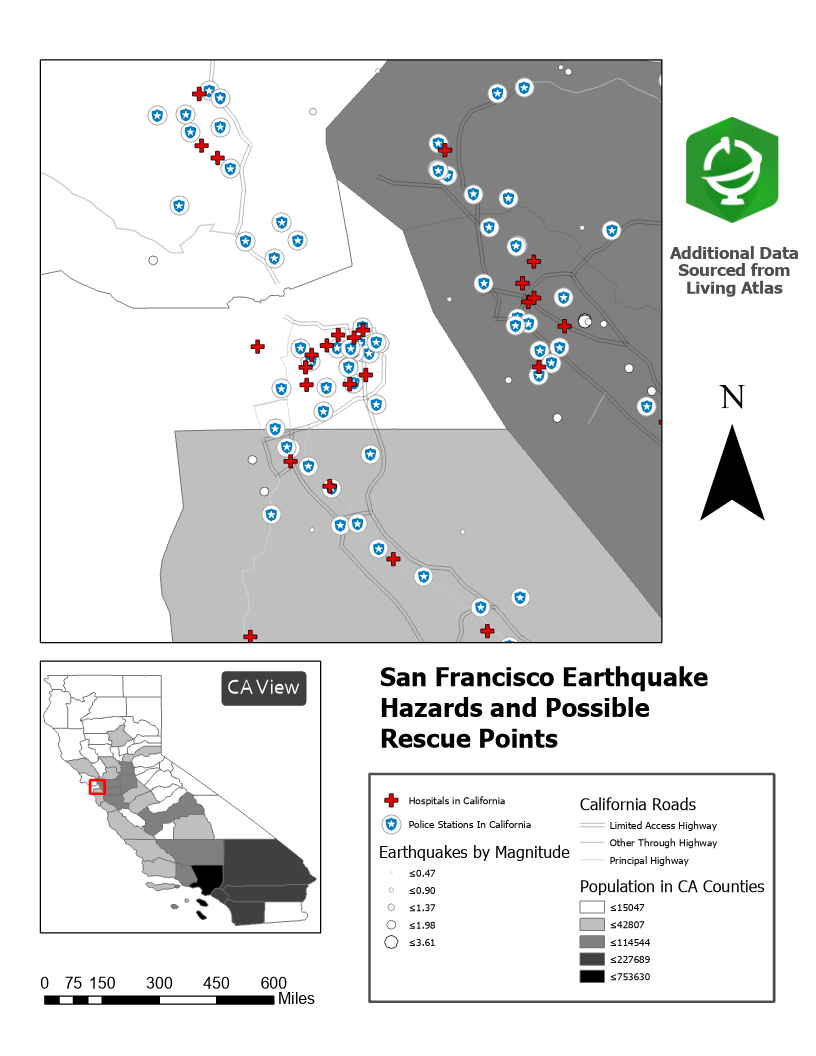 Additional Data
Sourced from
Living Atlas
N
CA View
San Francisco Earthquake
Hazards and Possible
Rescue Points
Hospitals in California
Police Stations In California
Earthquakes by Magnitude
≤0.47
≤0.90
≤1.37
≤1.98
≤3.61
California Roads
Limited Access Highway
Other Through Highway
Principal Highway
Population in CA Counties
≤15047
≤42807
≤114544
≤227689
≤753630
0 75 150 300 450 600
Miles